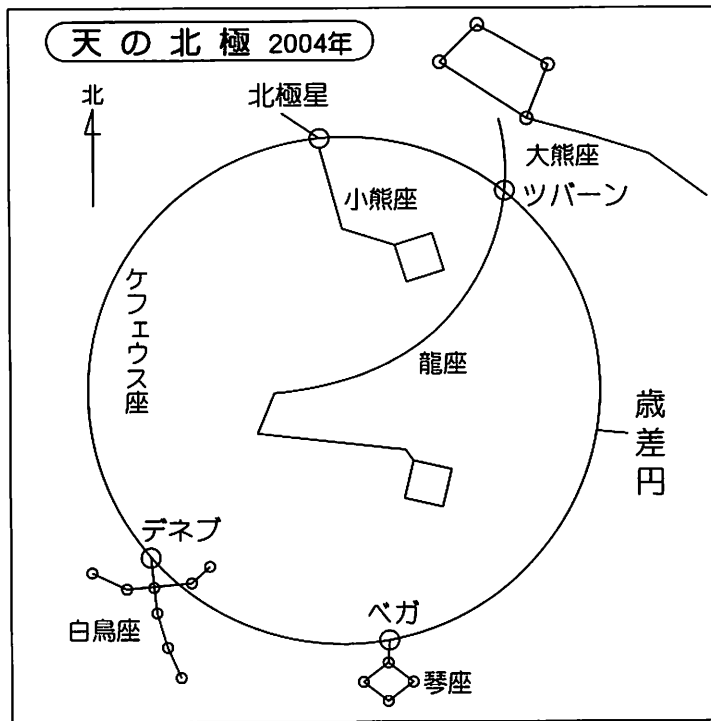 天の北極 2004年
北
北極星
小熊座
大熊座
ツバーン
ケフェウス座
龍座
歳差円
デネブ
白鳥座
ベガ
琴座